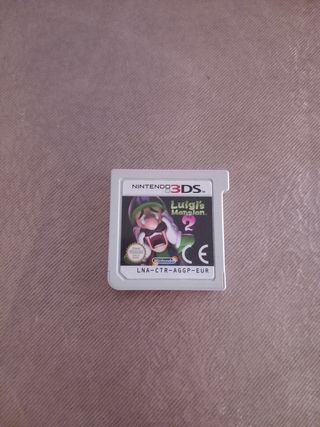 NINTENDO 3DS
Luigi's
Mansion
2
CE
LNA-CTR-AGGP-EUR